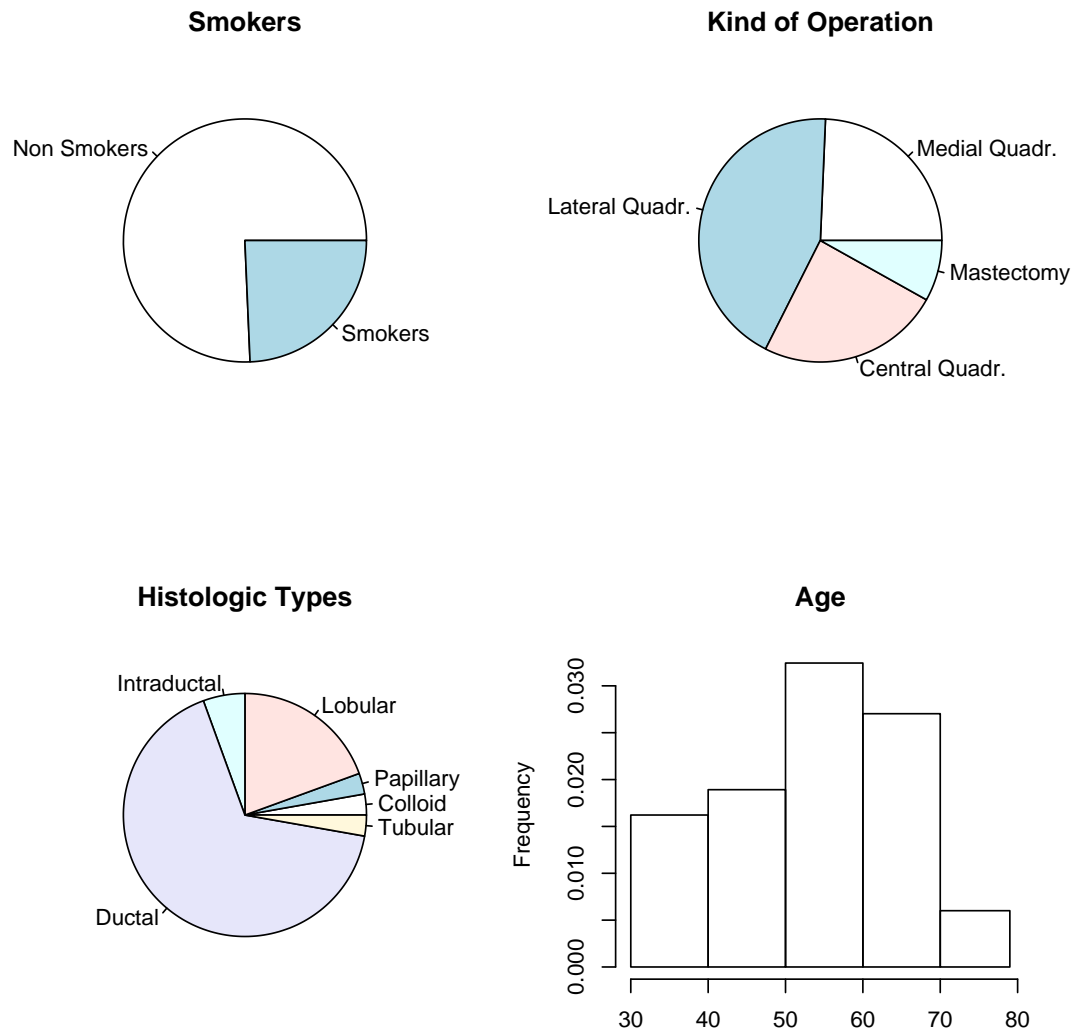 Smokers
Non Smokers
Smokers
Kind of Operation
Medial Quadr.
Lateral Quadr.
Mastectomy
Central Quadr.
Histologic Types
Intraductal
Lobular
Papillary
Colloid
Tubular
Ductal
Age
Frequency
0.030
0.020
0.010
0.000
30 40 50 60 70 80